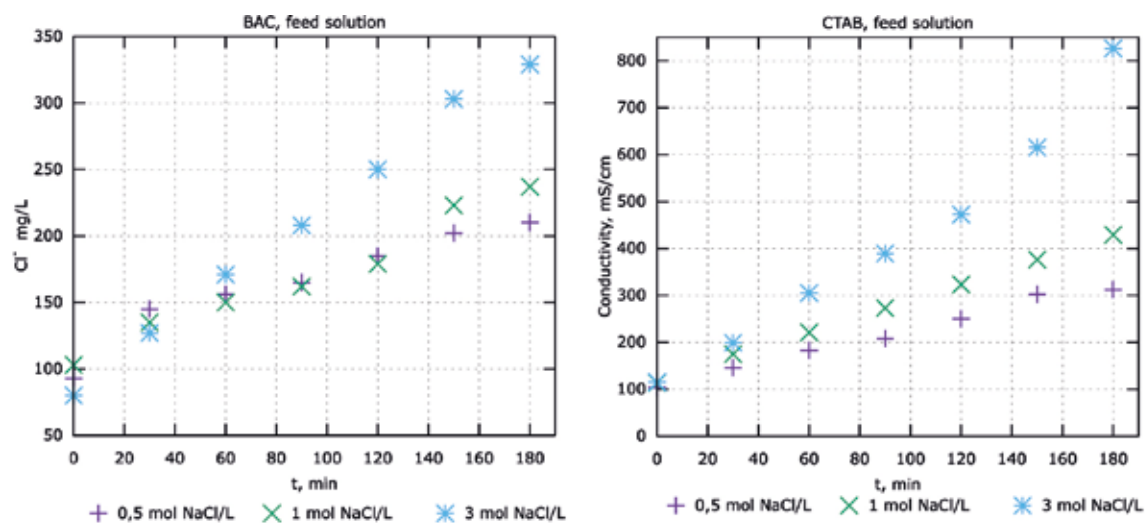 BAC, feed solution
350
300
250
200
150
100
50
Cl⁻ mg/L
0 20 40 60 80 100 120 140 160 180
t, min
0,5 mol NaCl/L 1 mol NaCl/L 3 mol NaCl/L
CTAB, feed solution
800
700
600
500
400
300
200
100
0
Conductivity, mS/cm
0 20 40 60 80 100 120 140 160 180
t, min
0,5 mol NaCl/L 1 mol NaCl/L 3 mol NaCl/L